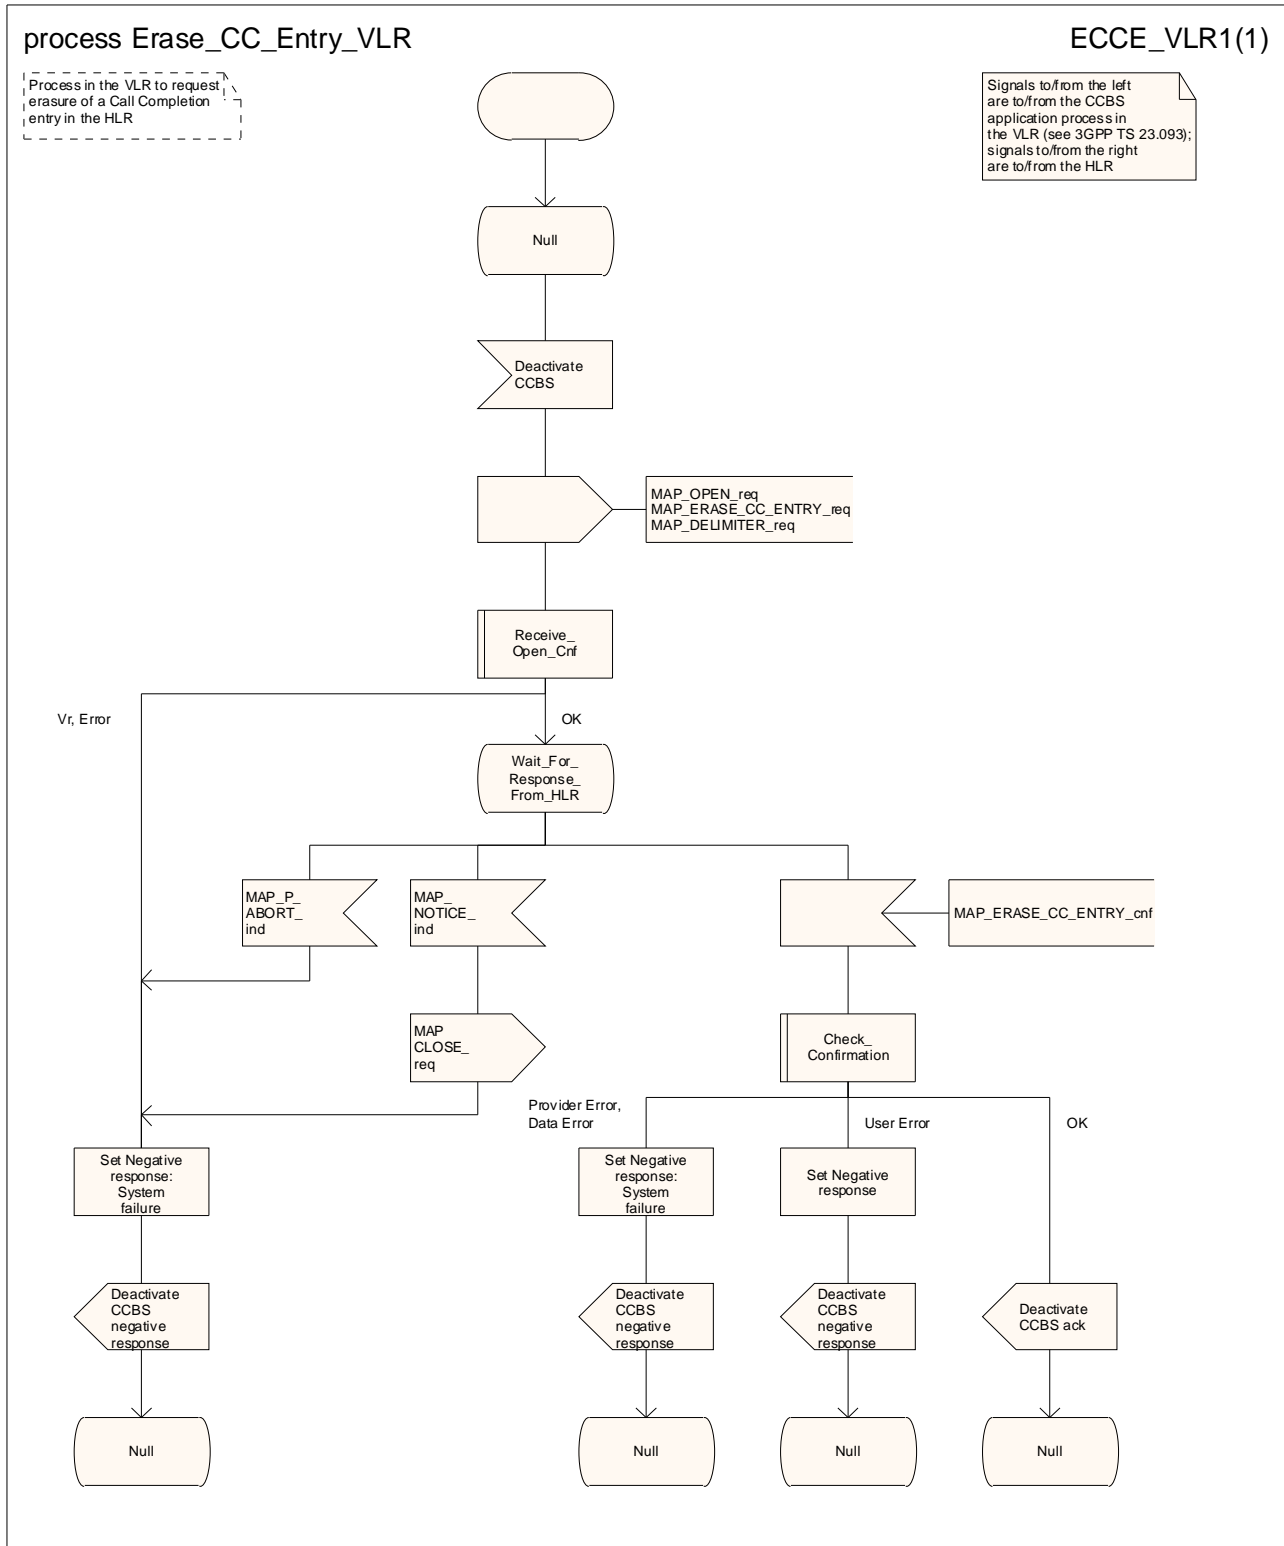 process Erase_CC_Entry_VLR
ECCE_VLR1(1)
Process in the VLR to request
erasure of a Call Completion
entry in the HLR
Signals to/from the left
are to/from the CCBS
application process in
the VLR (see 3GPP TS 23.093);
signals to/from the right
are to/from the HLR
Null
Deactivate
CCBS
MAP_OPEN_req
MAP_ERASE_CC_ENTRY_req
MAP_DELIMITER_req
Receive_
Open_Cnf
Vr, Error
OK
Wait_For_
Response_
From_HLR
MAP_P_
ABORT_
ind
MAP_
NOTICE_
ind
MAP_ERASE_CC_ENTRY_cnf
MAP
CLOSE_
req
Check_
Confirmation
Provider Error,
Data Error
User Error
OK
Set Negative
response:
System
failure
Set Negative
response:
System
failure
Set Negative
response
Deactivate
CCBS
negative
response
Deactivate
CCBS
negative
response
Deactivate
CCBS
negative
response
Deactivate
CCBS ack
Null
Null
Null
Null